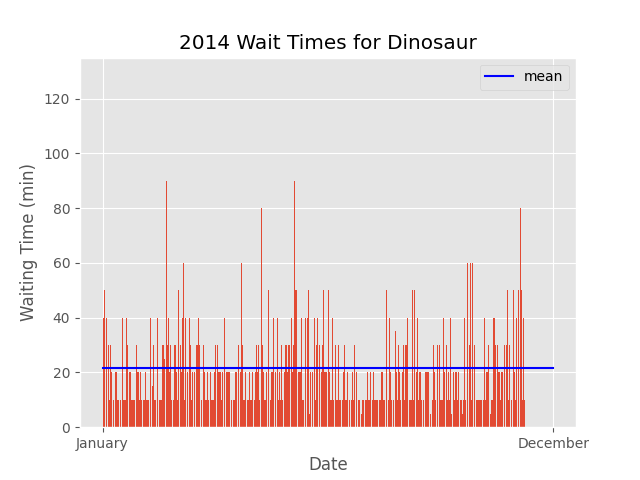 2014 Wait Times for Dinosaur
mean
120
100
80
60
40
20
0
Waiting Time (min)
January
December
Date